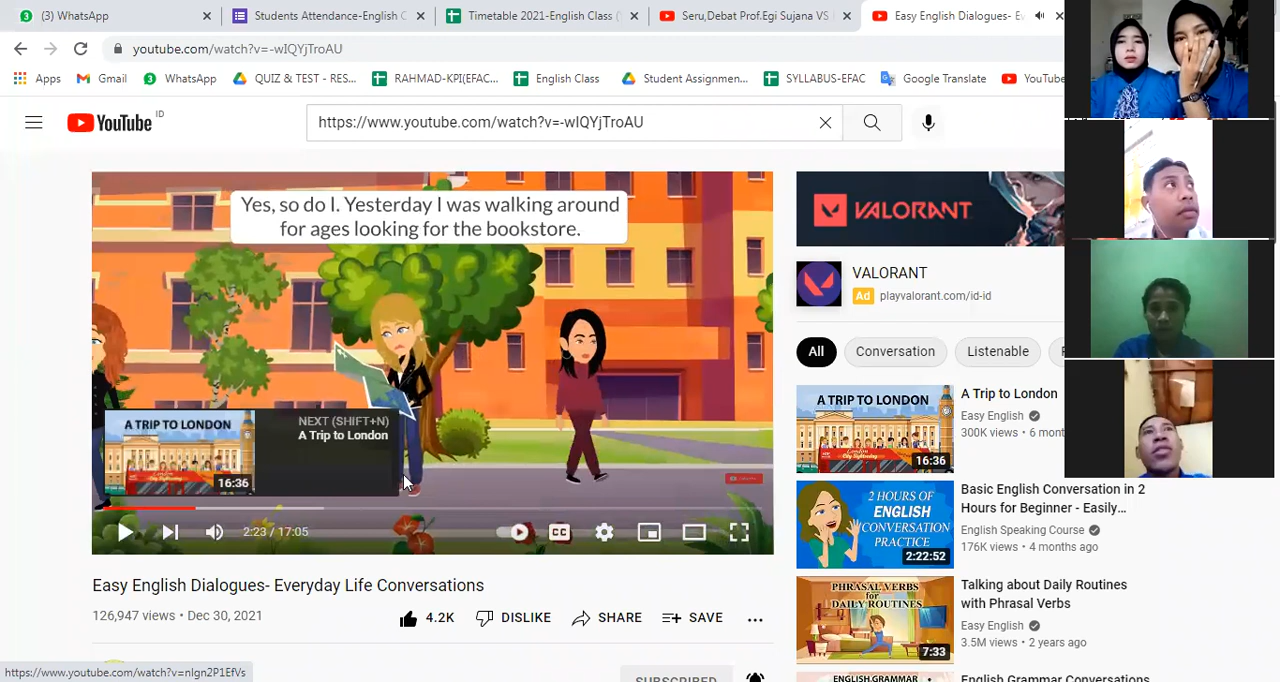 (3) WhatsApp
Students Attendance-English C
Timetable 2021-English Class (
Seru,Debat Prof.Egi Sujana VS
Easy English Dialogues- Ev
youtube.com/watch?v=-wIQYjTroAU
Apps Gmail WhatsApp QUIZ & TEST - RES... RAHMAD-KPI(EFAC... English Class Student Assignmen... SYLLABUS-EFAC Google Translate YouTube
YouTube ID
https://www.youtube.com/watch?v=-wIQYjTroAU
Yes, so do I. Yesterday I was walking around
for ages looking for the bookstore.
A TRIP TO LONDON
16:36
NEXT (SHIFT+N)
A Trip to London
2:23 / 17:05
CC
Easy English Dialogues- Everyday Life Conversations
126,947 views • Dec 30, 2021
4.2K DISLIKE SHARE SAVE
SUBSCRIBED
https://www.youtube.com/watch?v=nIgn2P1EfVs
VALORANT
VALORANT
Ad playvalorant.com/id-id
All Conversation Listenable
A TRIP TO LONDON
16:36
A Trip to London
Easy English
300K views • 6 mont
2 HOURS OF
ENGLISH
CONVERSATION
PRACTICE
2:22:52
Basic English Conversation in 2
Hours for Beginner - Easily...
English Speaking Course
176K views • 4 months ago
PHRASAL VERBS
for
DAILY ROUTINES
7:33
Talking about Daily Routines
with Phrasal Verbs
Easy English
3.5M views • 2 years ago
ENGLISH GRAMMAR
English Grammar Conversations